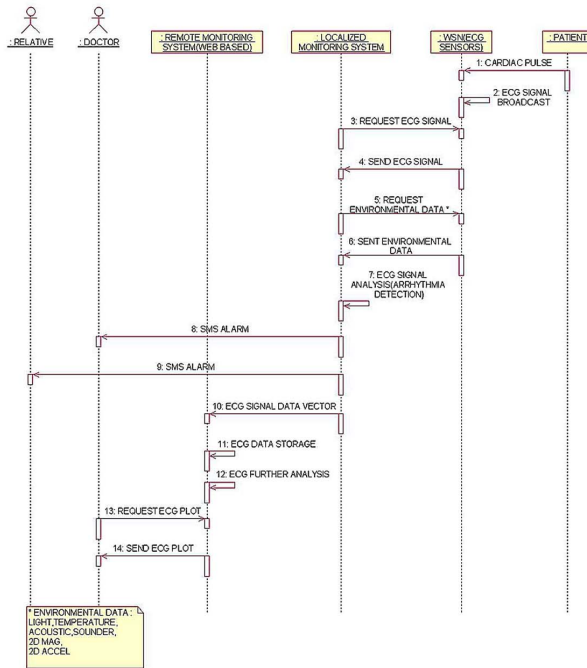 : RELATIVE
: DOCTOR
: REMOTE MONITORING
SYSTEM(WEB BASED)
: LOCALIZED
MONITORING SYSTEM
: WSN(ECG
SENSORS)
: PATIENT
1: CARDIAC PULSE
2: ECG SIGNAL
BROADCAST
3: REQUEST ECG SIGNAL
4: SEND ECG SIGNAL
5: REQUEST
ENVIRONMENTAL DATA *
6: SENT ENVIRONMENTAL
DATA
7: ECG SIGNAL
ANALYSIS(ARRHYTHMIA
DETECTION)
8: SMS ALARM
9: SMS ALARM
10: ECG SIGNAL DATA VECTOR
11: ECG DATA STORAGE
12: ECG FURTHER ANALYSIS
13: REQUEST ECG PLOT
14: SEND ECG PLOT
* ENVIRONMENTAL DATA :
LIGHT,TEMPERATURE,
ACOUSTIC,SOUNDER,
2D MAG,
2D ACCEL